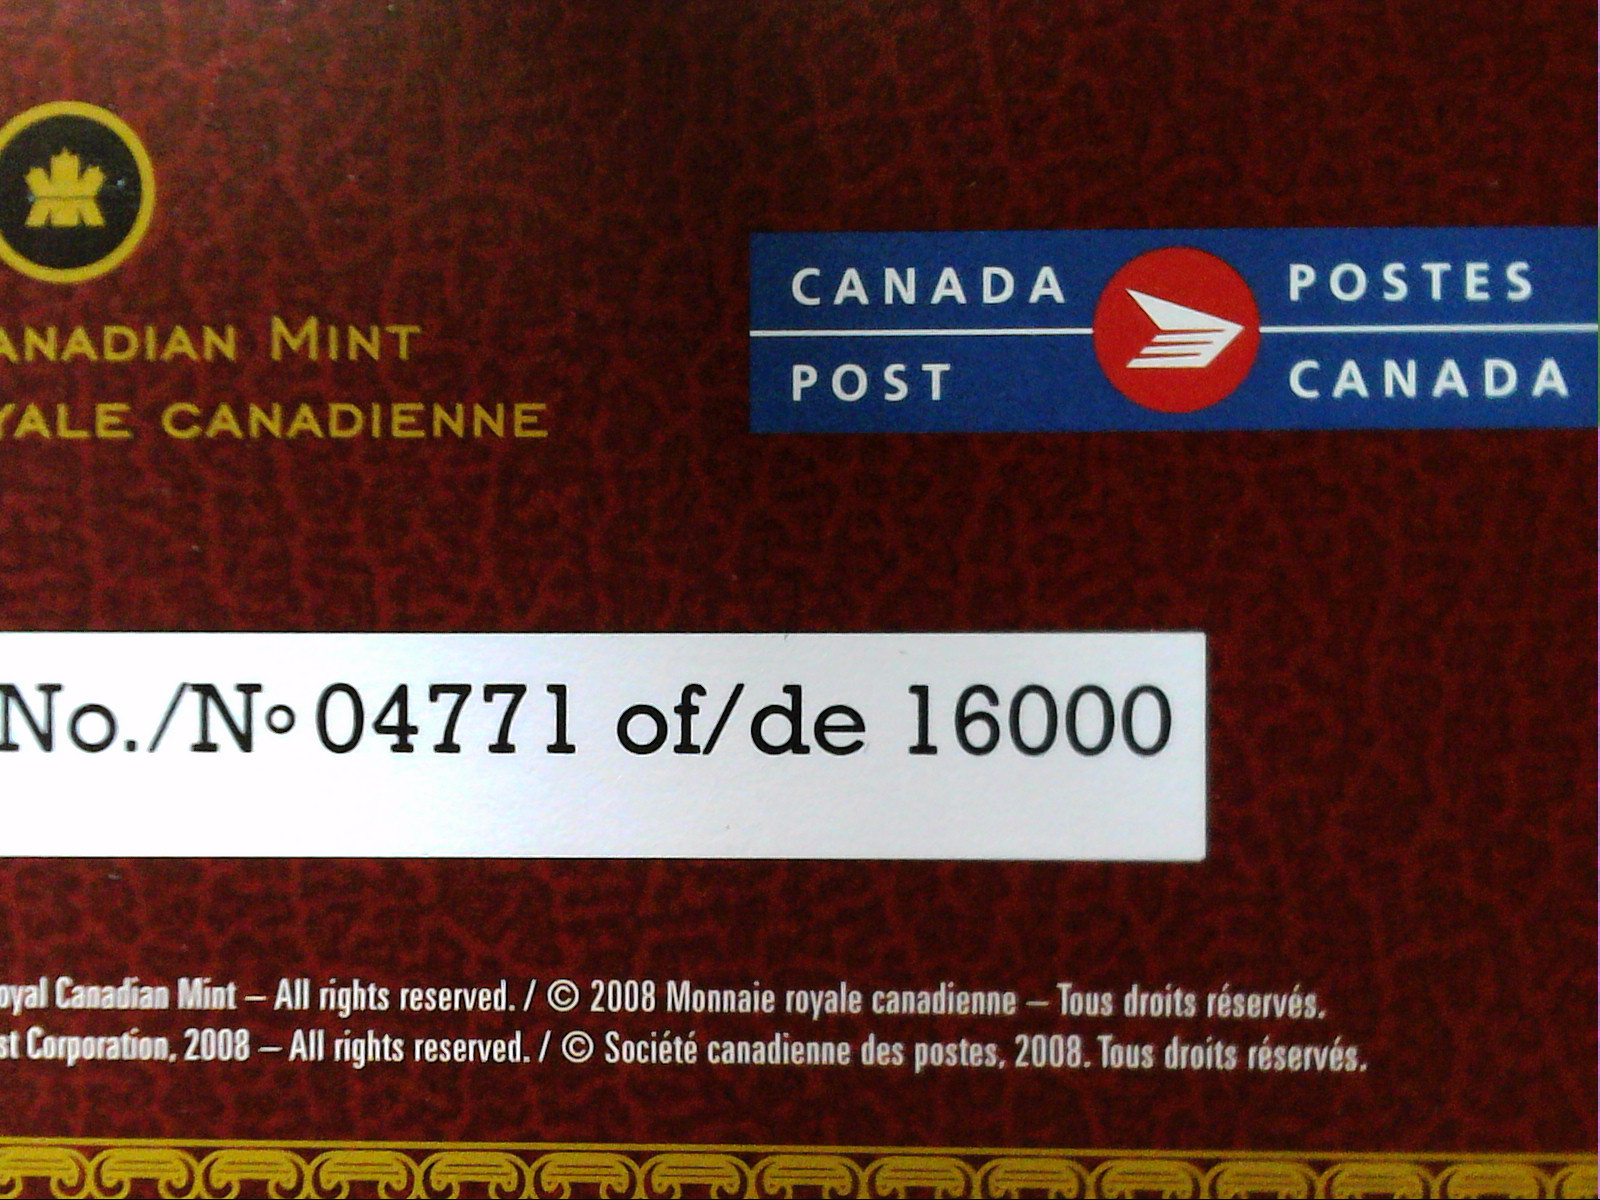 ANADIAN MINT
YALE CANADIENNE
CANADA POSTES
POST CANADA
No./No 04771 of/de 16000
oyal Canadian Mint – All rights reserved. / © 2008 Monnaie royale canadienne – Tous droits réservés.
st Corporation, 2008 – All rights reserved. / © Société canadienne des postes, 2008. Tous droits réservés.